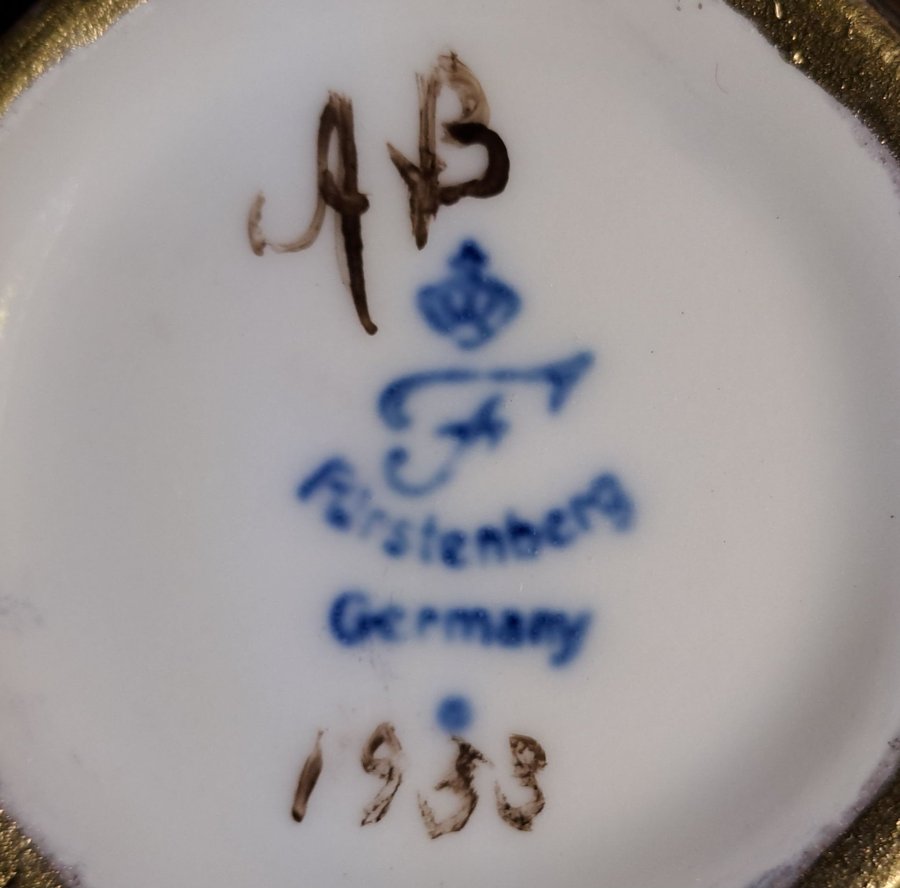 AB
F
Fürstenberg
Germany
1933